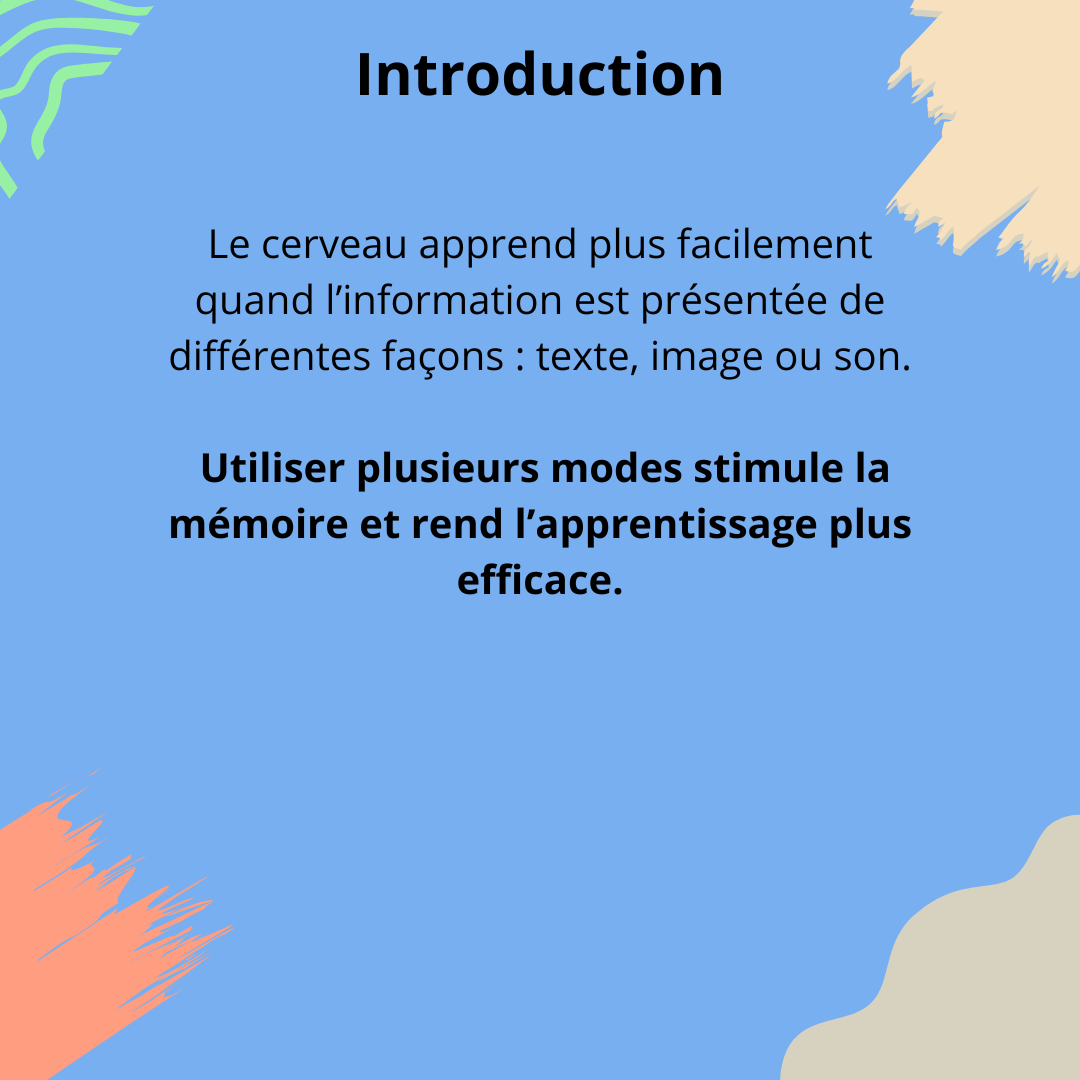 Introduction
Le cerveau apprend plus facilement
quand l’information est présentée de
différentes façons : texte, image ou son.
Utiliser plusieurs modes stimule la
mémoire et rend l’apprentissage plus
efficace.